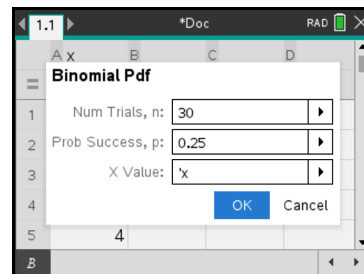 1.1 *Doc RAD
A x B C D
=
Binomial Pdf
1 Num Trials, n: 30
2 Prob Success, p: 0.25
3 X Value: 'x
4 OK Cancel
5 4
B